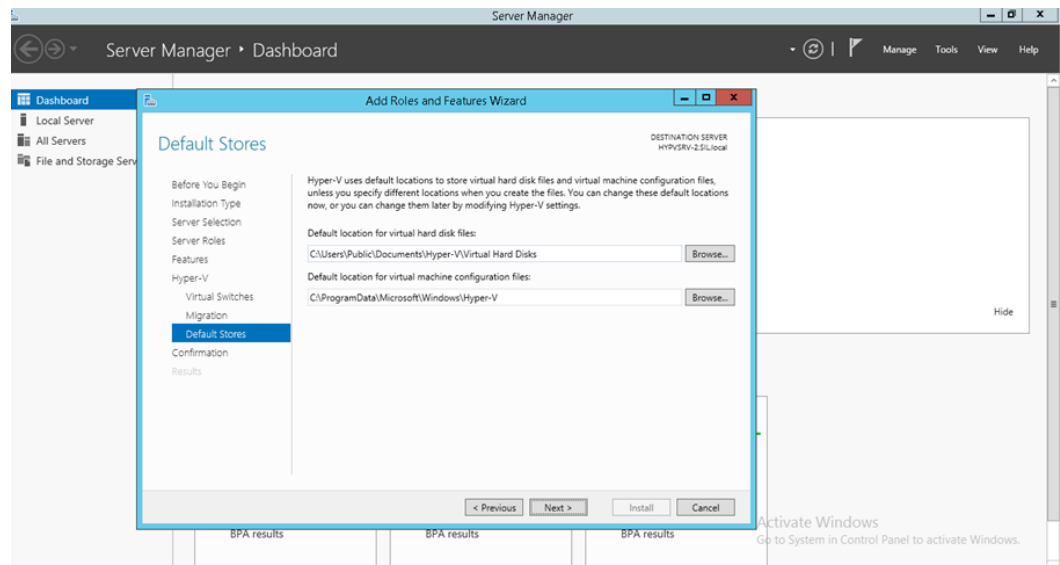 Server Manager
Server Manager • Dashboard
Manage Tools View Help
Dashboard
Local Server
All Servers
File and Storage Serv
Add Roles and Features Wizard
Default Stores
DESTINATION SERVER
HYPVSRV-2.SIL.local
Before You Begin
Installation Type
Server Selection
Server Roles
Features
Hyper-V
Virtual Switches
Migration
Default Stores
Confirmation
Results
Hyper-V uses default locations to store virtual hard disk files and virtual machine configuration files,
unless you specify different locations when you create the files. You can change these default locations
now, or you can change them later by modifying Hyper-V settings.
Default location for virtual hard disk files:
C:\Users\Public\Documents\Hyper-V\Virtual Hard Disks Browse...
Default location for virtual machine configuration files:
C:\ProgramData\Microsoft\Windows\Hyper-V Browse...
Hide
< Previous Next > Install Cancel
BPA results BPA results BPA results
Activate Windows
Go to System in Control Panel to activate Windows.